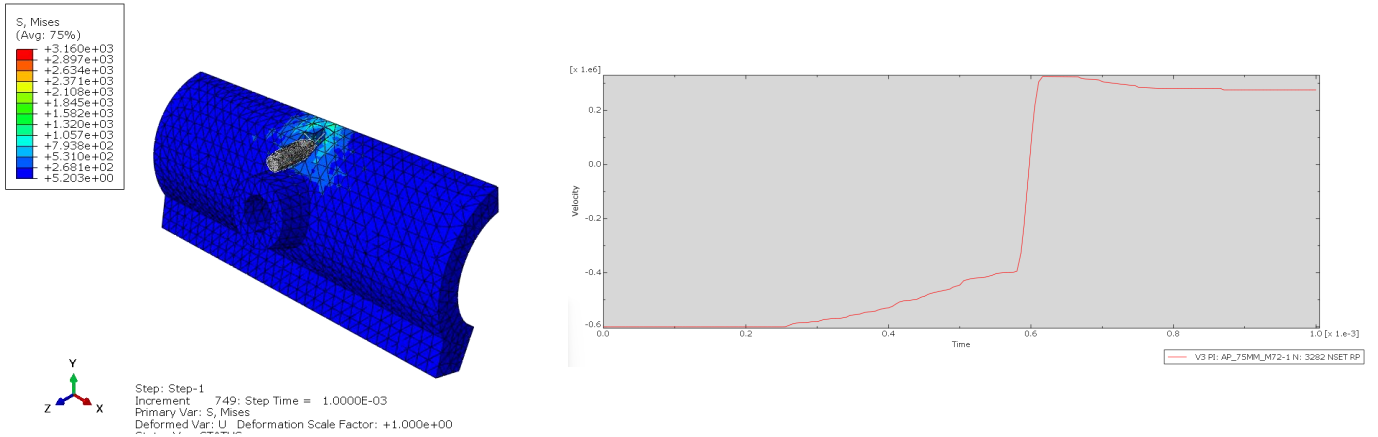 S, Mises
(Avg: 75%)
+3.160e+03
+2.897e+03
+2.634e+03
+2.371e+03
+2.108e+03
+1.845e+03
+1.582e+03
+1.320e+03
+1.057e+03
+7.938e+02
+5.310e+02
+2.681e+02
+5.203e+00
Y
Z
X
Step: Step-1
Increment 749: Step Time = 1.0000E-03
Primary Var: S, Mises
Deformed Var: U Deformation Scale Factor: +1.000e+00
[x 1.e6]
0.2
0.0
-0.2
-0.4
-0.6
Velocity
0.0 0.2 0.4 0.6 0.8 1.0 [x 1.e-3]
Time
V3 PI: AP_75MM_M72-1 N: 3282 NSET RP